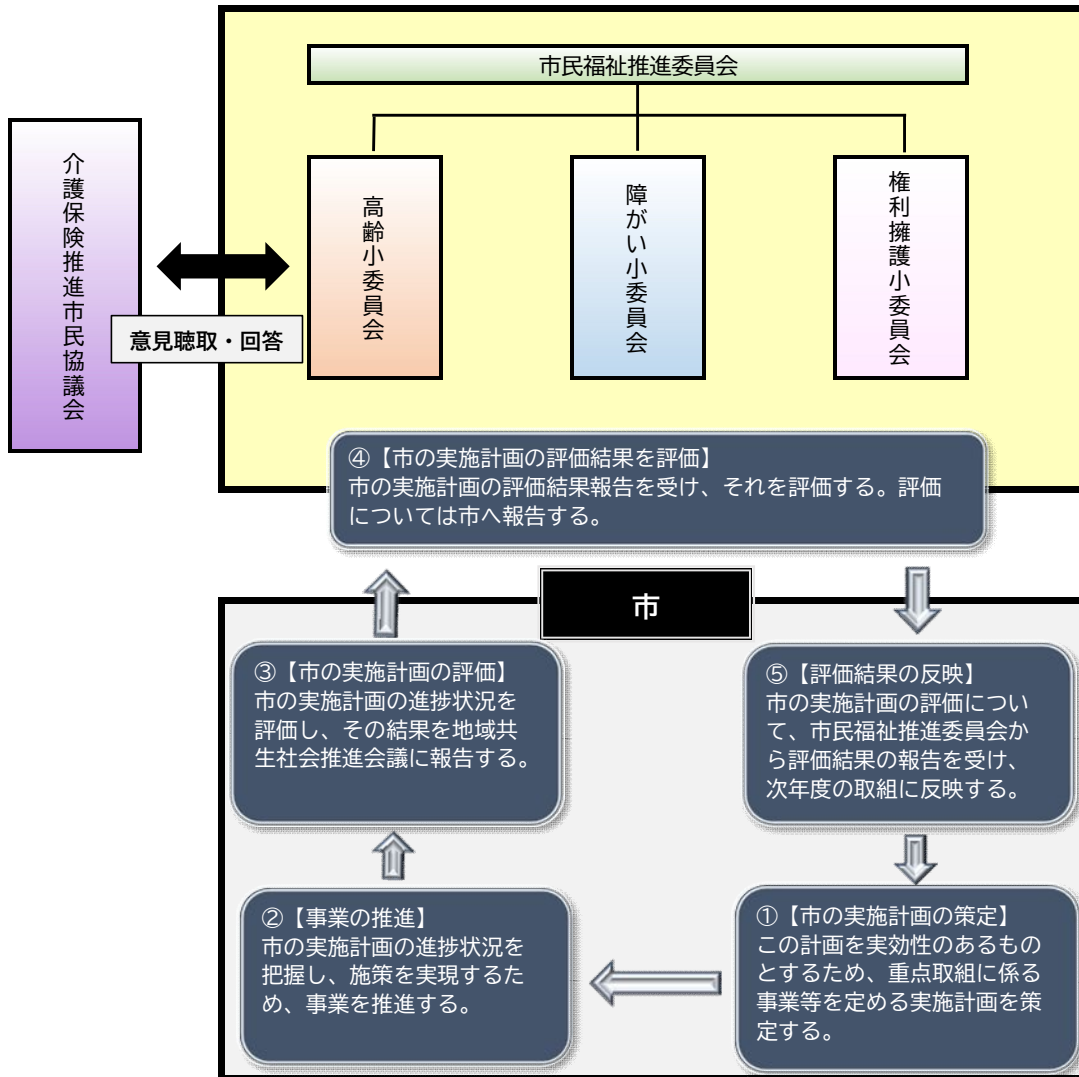 市民福祉推進委員会
介護保険推進市民協議会
高齢小委員会
障がい小委員会
権利擁護小委員会
意見聴取・回答
④【市の実施計画の評価結果を評価】
市の実施計画の評価結果報告を受け、それを評価する。評価
については市へ報告する。
市
③【市の実施計画の評価】
市の実施計画の進捗状況を
評価し、その結果を地域共
生社会推進会議に報告する。
⑤【評価結果の反映】
市の実施計画の評価につい
て、市民福祉推進委員会か
ら評価結果の報告を受け、
次年度の取組に反映する。
②【事業の推進】
市の実施計画の進捗状況を
把握し、施策を実現するた
め、事業を推進する。
①【市の実施計画の策定】
この計画を実効性のあるもの
とするため、重点取組に係る
事業等を定める実施計画を策
定する。